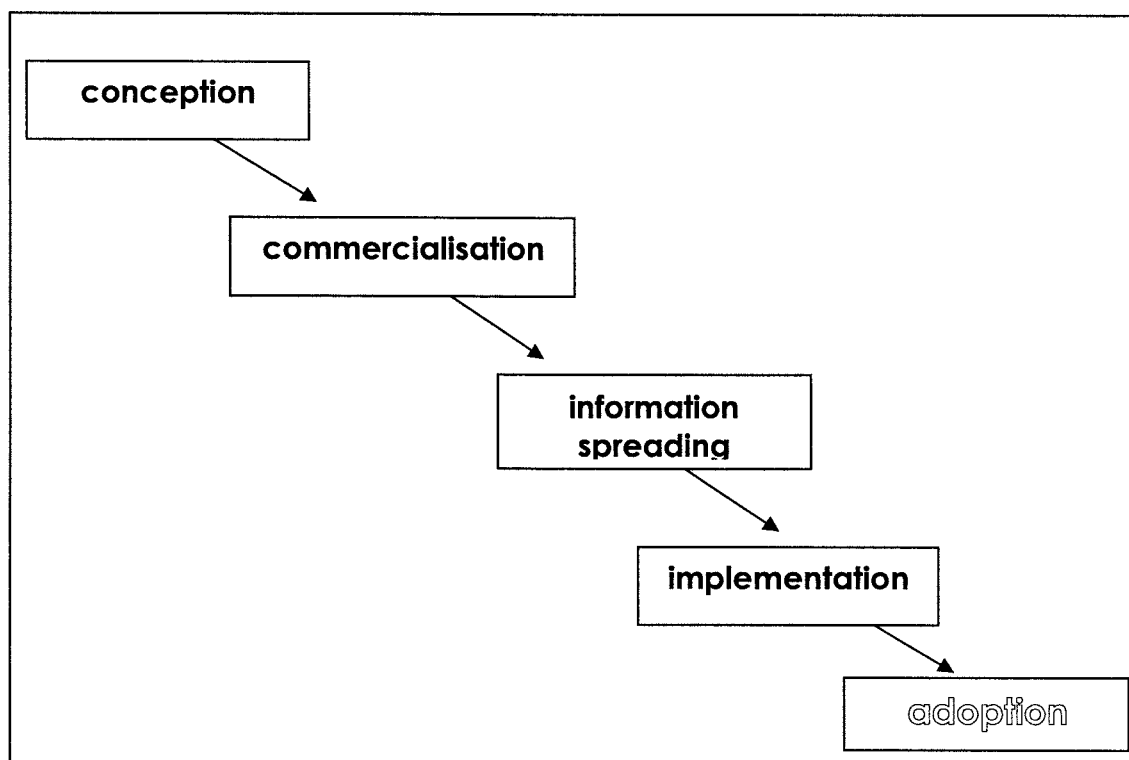 conception
commercialisation
information
spreading
implementation
adoption